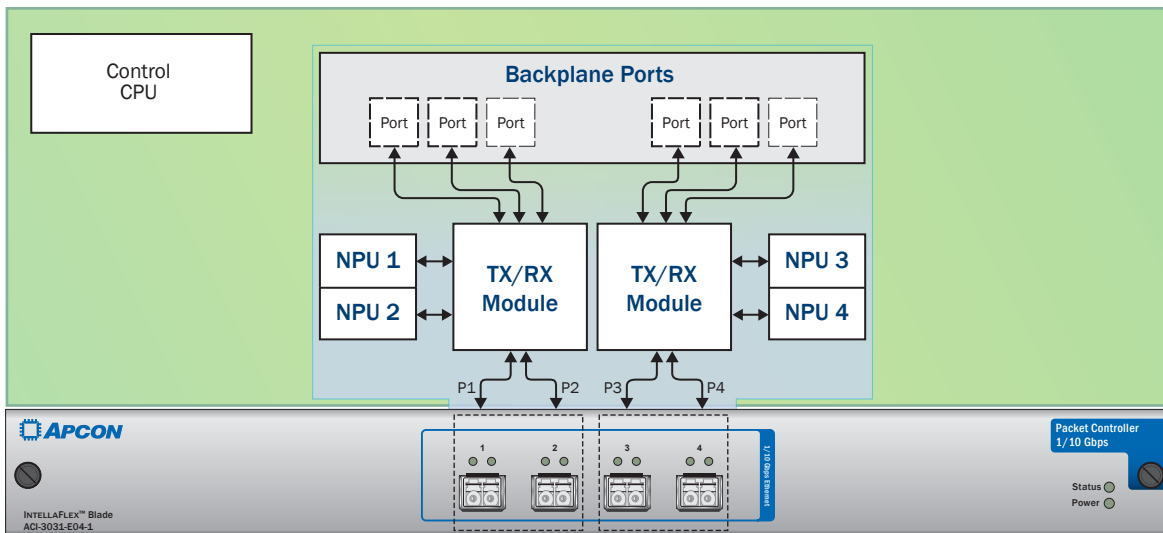 Control
CPU
Backplane Ports
Port Port Port Port Port Port
NPU 1
NPU 2
TX/RX
Module
TX/RX
Module
NPU 3
NPU 4
P1 P2 P3 P4
APCON
1 2 3 4
1/10 Gbps Ethernet
Packet Controller
1/10 Gbps
Status
Power
INTELLAFLEX™ Blade
ACI-3031-E04-1